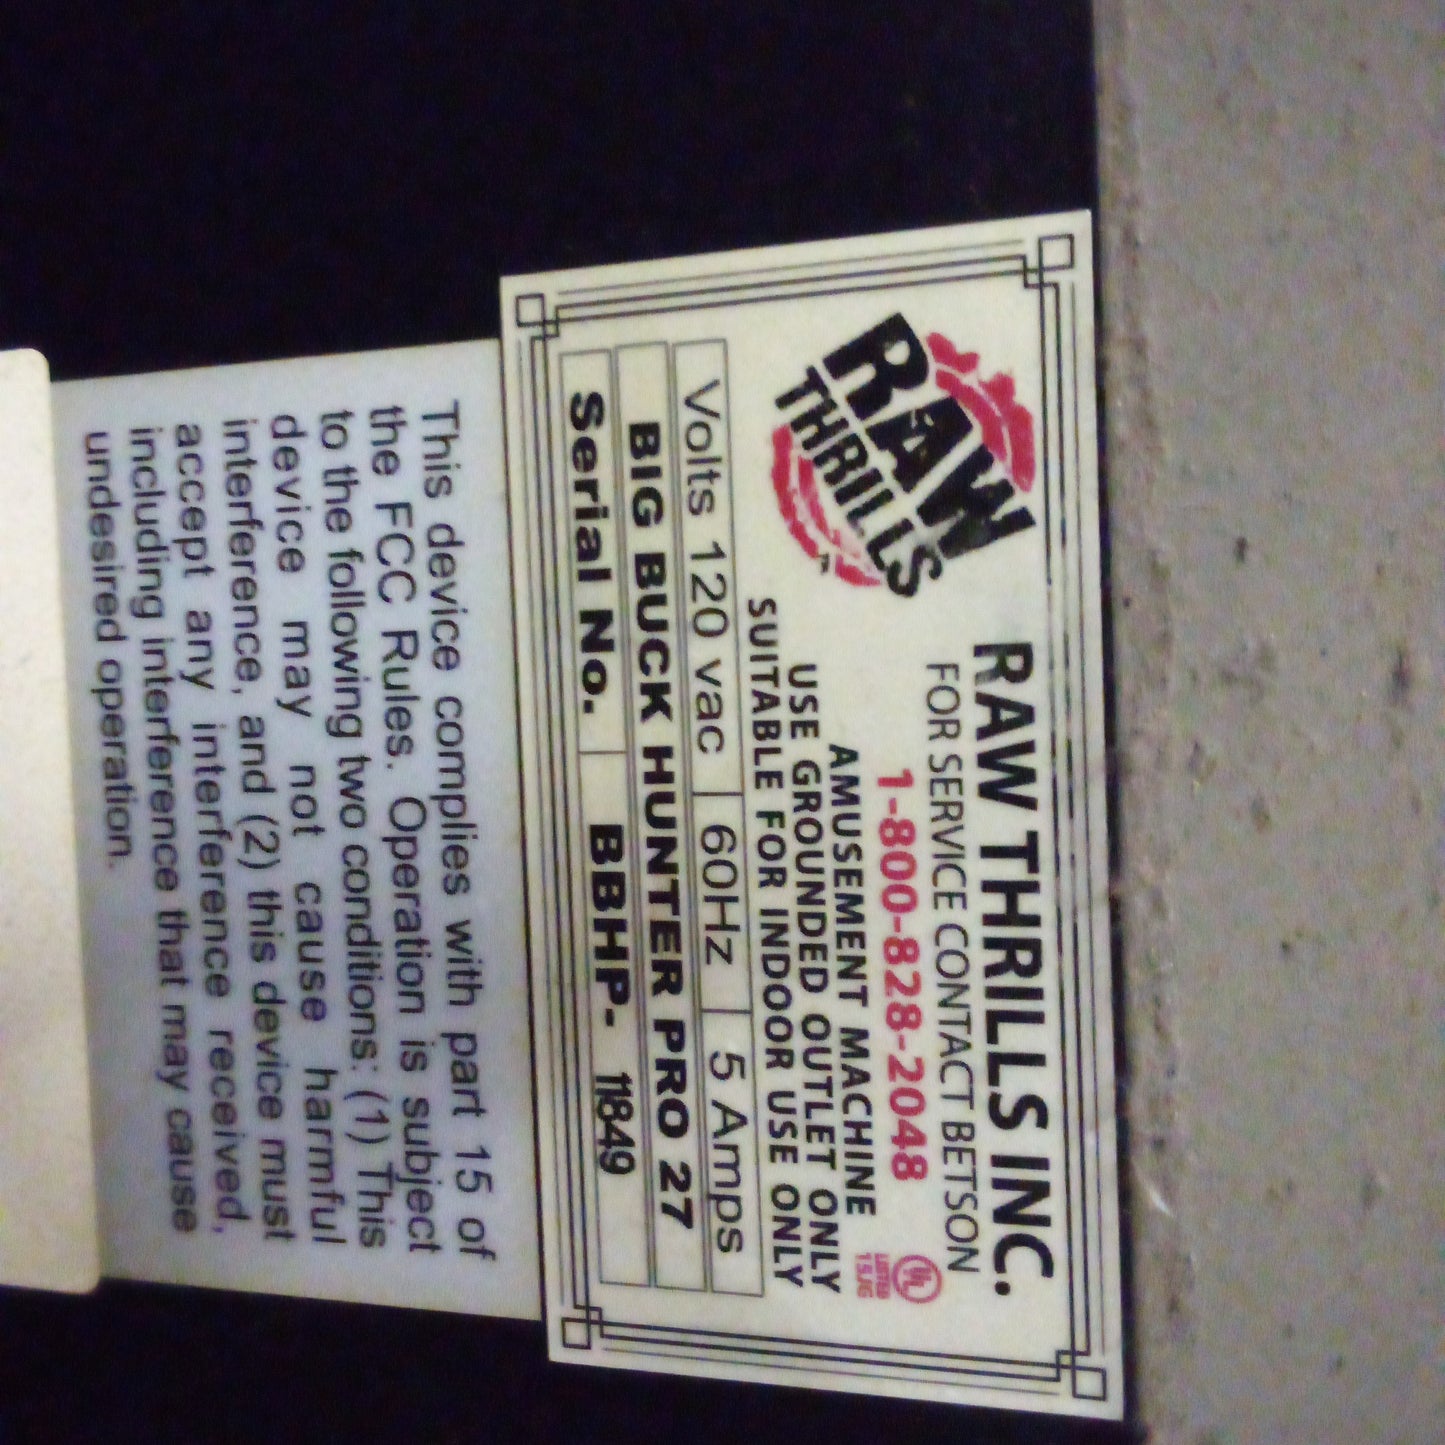 RAW
THRILLS
™
RAW THRILLS INC.
FOR SERVICE CONTACT BETSON
1-800-828-2048
AMUSEMENT MACHINE
USE GROUNDED OUTLET ONLY
SUITABLE FOR INDOOR USE ONLY
UL
LISTED
Volts 120 vac 60Hz 5 Amps
BIG BUCK HUNTER PRO 27
Serial No. BBHP- 11849
This device complies with part 15 of
the FCC Rules. Operation is subject
to the following two conditions: (1) This
device may not cause harmful
interference, and (2) this device must
accept any interference received,
including interference that may cause
undesired operation.